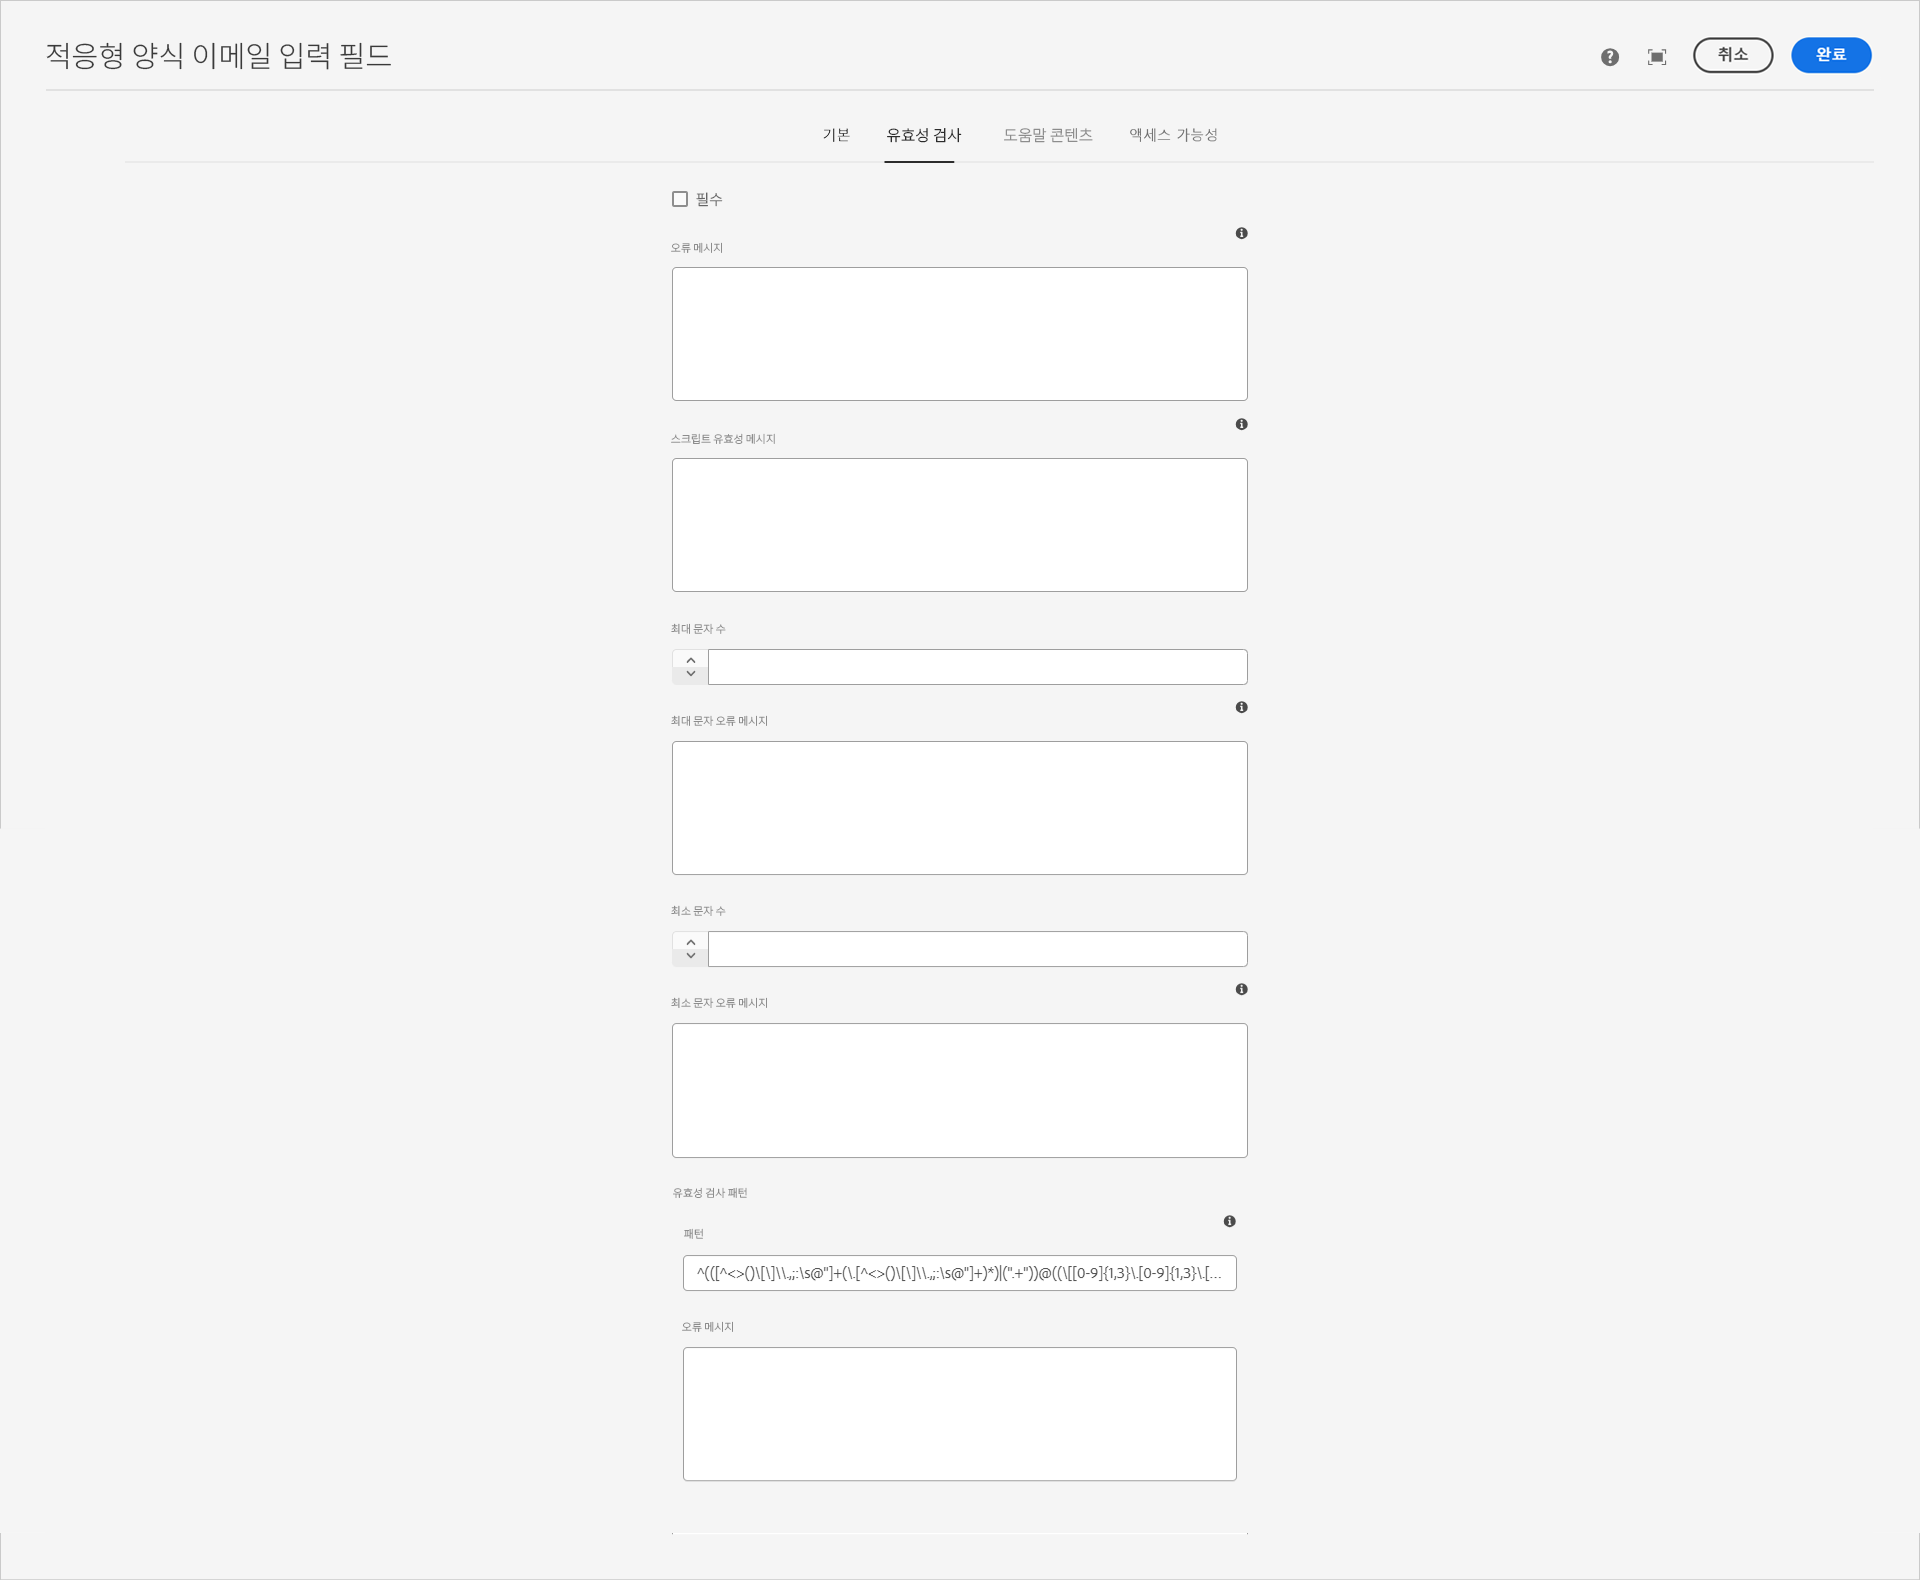 적응형 양식 이메일 입력 필드
취소
완료
기본
유효성 검사
도움말 콘텐츠
액세스 가능성
필수
오류 메시지
스크립트 유효성 메시지
최대 문자 수
최대 문자 오류 메시지
최소 문자 수
최소 문자 오류 메시지
유효성 검사 패턴
패턴
^(([^<>()\[\]\\.,;:\s@"]+(\.[^<>()\[\]\\.,;:\s@"]+)*)|(".+"))@((\[[0-9]{1,3}\.[0-9]{1,3}\.[...
오류 메시지